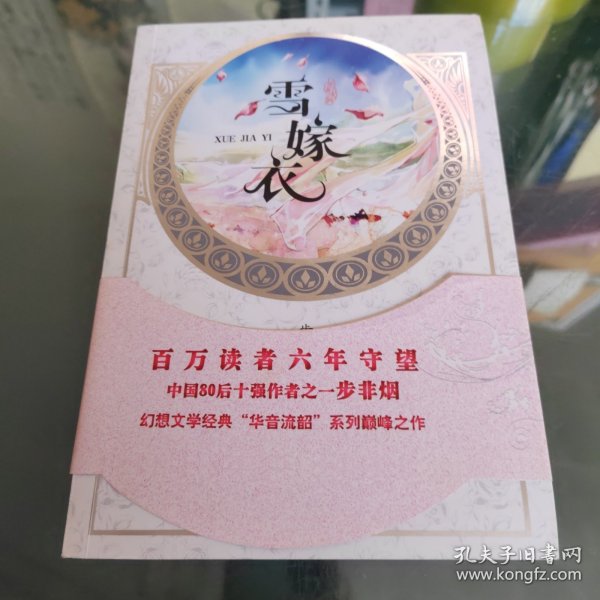 雪嫁衣
XUE JIA YI
步
百万读者六年守望
中国80后十强作者之一步非烟
幻想文学经典“华音流韶”系列巅峰之作
孔夫子旧书网
www.kongfz.com